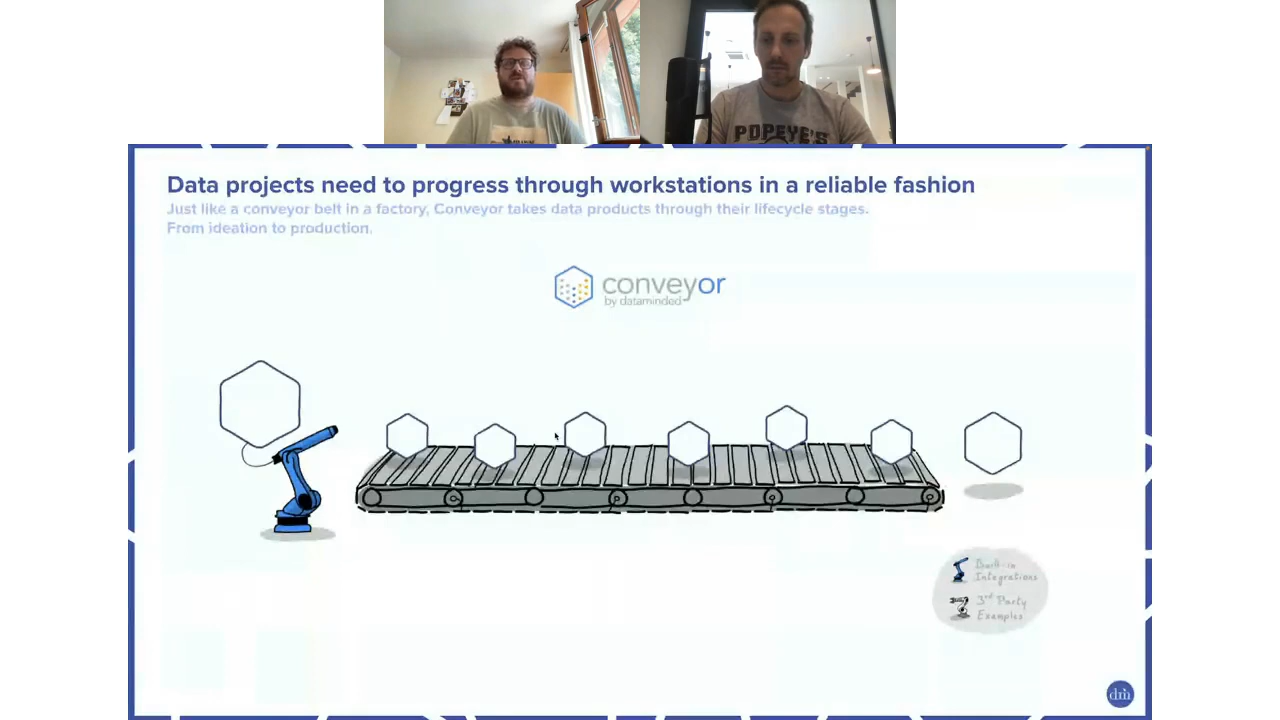 POPEYE'S
Data projects need to progress through workstations in a reliable fashion
Just like a conveyor belt in a factory, Conveyor takes data products through their lifecycle stages.
From ideation to production.
conveyor
by dataminded
Built-in
Integrations
3rd Party
Examples
dm